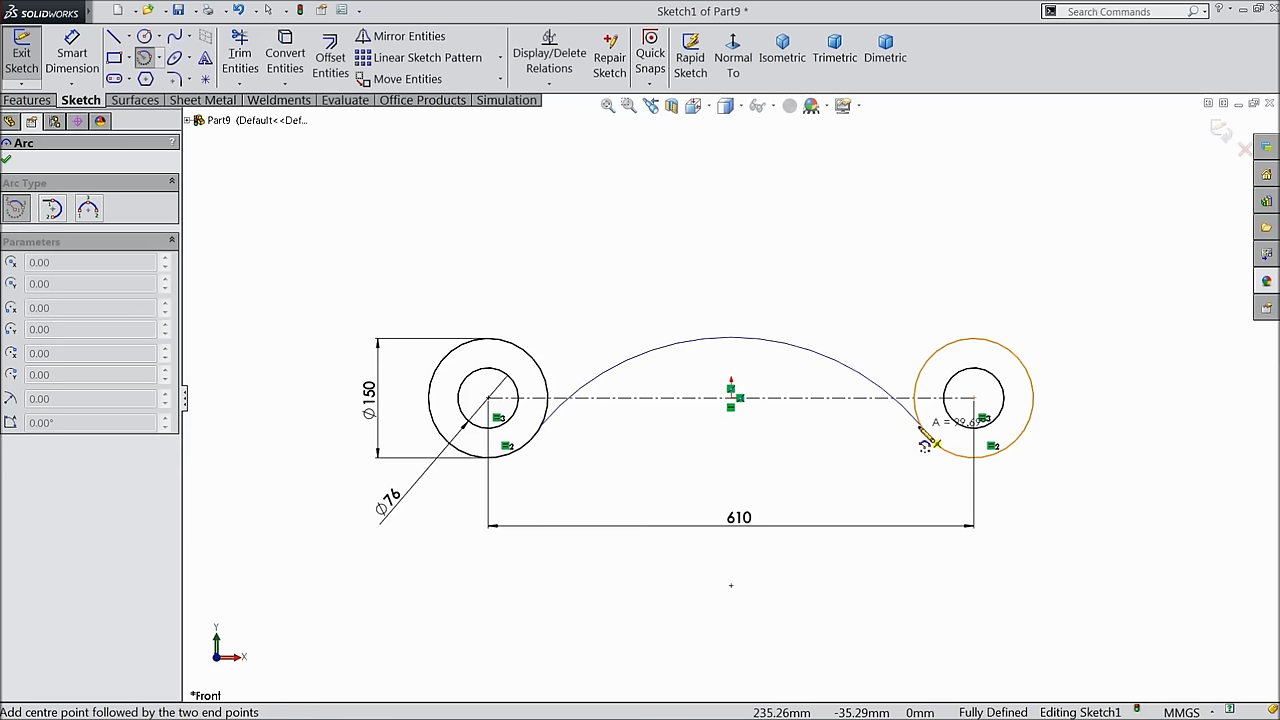 SOLIDWORKS
Sketch1 of Part9 *
Search Commands
Exit Sketch
Smart Dimension
Trim Entities
Convert Entities
Offset Entities
Mirror Entities
Linear Sketch Pattern
Move Entities
Display/Delete Relations
Repair Sketch
Quick Snaps
Rapid Sketch
Normal To
Isometric
Trimetric
Dimetric
Features
Sketch
Surfaces
Sheet Metal
Weldments
Evaluate
Office Products
Simulation
Part9 (Default<<Def...
Arc
?
Arc Type
Parameters
0.00
0.00
0.00
0.00
0.00
0.00
0.00
0.00°
Ø150
Ø76
610
Y
X
*Front
Add centre point followed by the two end points
235.26mm
-35.29mm
0mm
Fully Defined
Editing Sketch1
MMGS